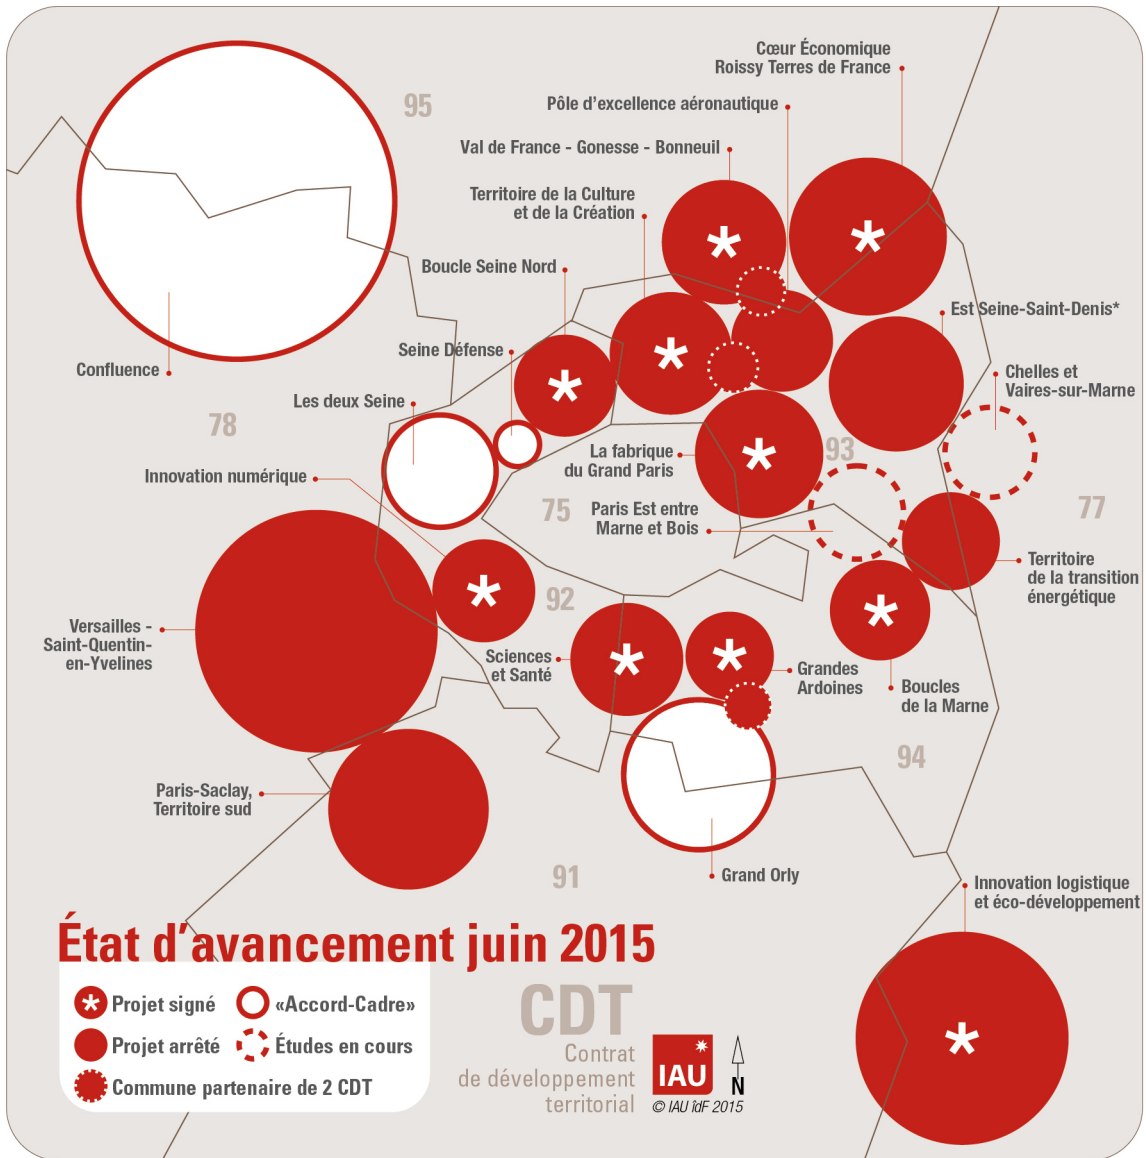 Cœur Économique
Roissy Terres de France
95
Pôle d'excellence aéronautique
Val de France - Gonesse - Bonneuil
Territoire de la Culture
et de la Création
Boucle Seine Nord
Est Seine-Saint-Denis*
Seine Défense
Confluence
Chelles et
Vaires-sur-Marne
Les deux Seine
78
La fabrique
du Grand Paris
93
Innovation numérique
75
Paris Est entre
Marne et Bois
77
Territoire
de la transition
énergétique
92
Versailles -
Saint-Quentin-
en-Yvelines
Sciences
et Santé
Grandes
Ardoines
Boucles
de la Marne
94
Paris-Saclay,
Territoire sud
91
Grand Orly
Innovation logistique
et éco-développement
État d'avancement juin 2015
Projet signé
«Accord-Cadre»
Projet arrêté
Études en cours
Commune partenaire de 2 CDT
CDT
Contrat
de développement
territorial
IAU
N
© IAU îdF 2015